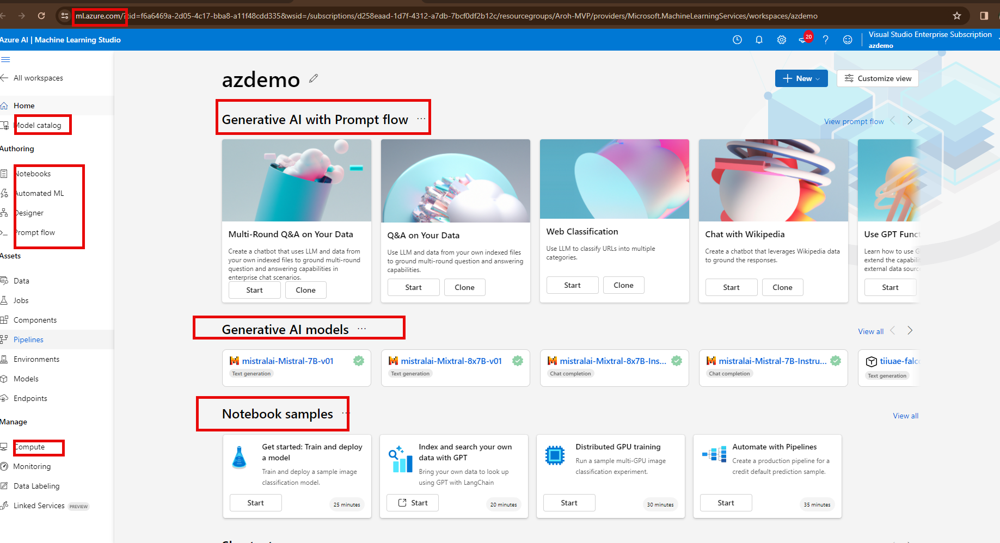 ml.azure.com/?tid=f6a6469a-2d05-4c17-bba8-a11f48cdd335&wsid=/subscriptions/d258eaad-1d7f-4312-a7db-7bcf0df2b12c/resourcegroups/Aroh-MVP/providers/Microsoft.MachineLearningServices/workspaces/azdemo
Azure AI | Machine Learning Studio
20
Visual Studio Enterprise Subscription
azdemo
All workspaces
Home
Model catalog
Authoring
Notebooks
Automated ML
Designer
Prompt flow
Assets
Data
Jobs
Components
Pipelines
Environments
Models
Endpoints
Manage
Compute
Monitoring
Data Labeling
Linked Services PREVIEW
azdemo
New
Customize view
Generative AI with Prompt flow ...
View prompt flow
Multi-Round Q&A on Your Data
Create a chatbot that uses LLM and data from
your own indexed files to ground multi-round
question and answering capabilities in
enterprise chat scenarios.
Start Clone
Q&A on Your Data
Use LLM and data from your own indexed files
to ground multi-round question and answering
capabilities.
Start Clone
Web Classification
Use LLM to classify URLs into multiple
categories.
Start Clone
Chat with Wikipedia
Create a chatbot that leverages Wikipedia data
to ground the responses.
Start Clone
Use GPT Funct
Learn how to use G
extend the capabilit
external data sourc
Start
Generative AI models ...
View all
mistralai-Mistral-7B-v01
Text generation
mistralai-Mixtral-8x7B-v01
Text generation
mistralai-Mixtral-8x7B-Ins...
Chat completion
mistralai-Mistral-7B-Instru...
Chat completion
tiiuae-falco
Text generation
Notebook samples ...
View all
Get started: Train and deploy
a model
Train and deploy a sample image
classification model.
Start 25 minutes
Index and search your own
data with GPT
Bring your own data to look up
using GPT with LangChain
Start 20 minutes
Distributed GPU training
Run a sample multi-GPU image
classification experiment.
Start 30 minutes
Automate with Pipelines
Create a production pipeline for a
credit default prediction sample.
Start 35 minutes